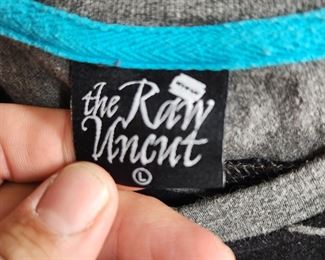 the Raw
Uncut
L